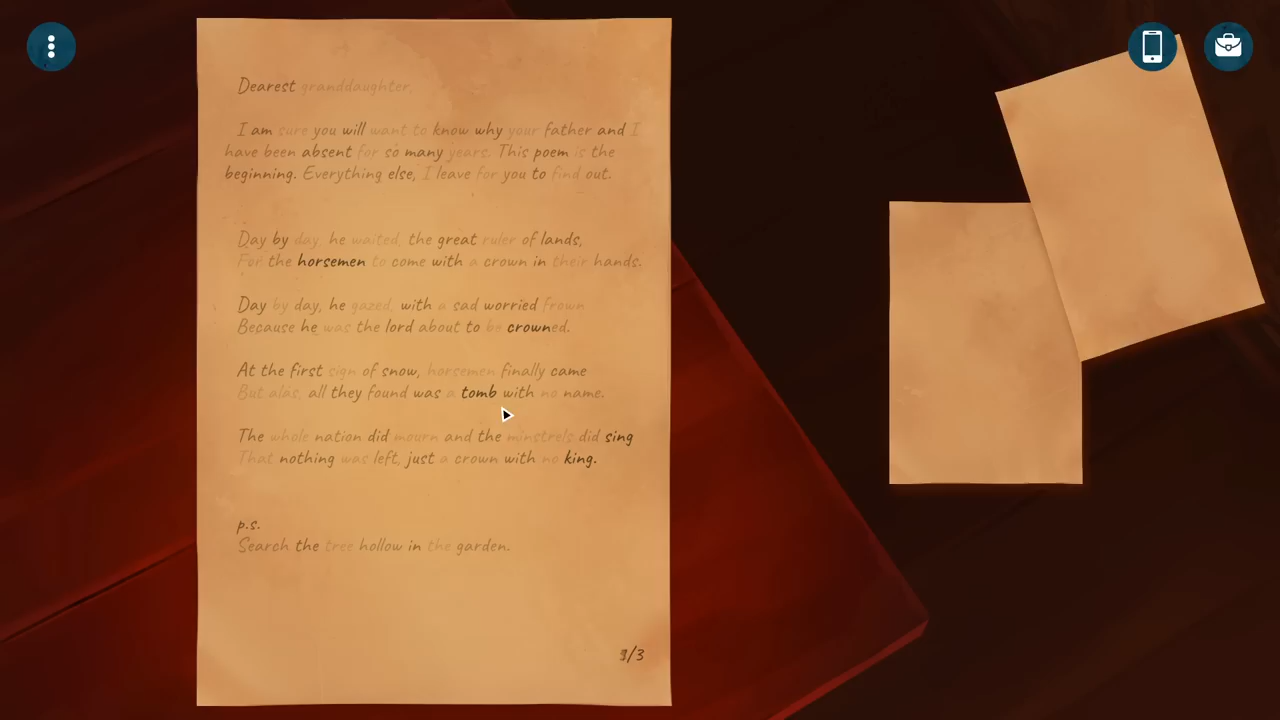 Dearest granddaughter,
I am sure you will want to know why your father and I
have been absent for so many years. This poem is the
beginning. Everything else, I leave for you to find out.
Day by day, he waited, the great ruler of lands,
For the horsemen to come with a crown in their hands.
Day by day, he gazed, with a sad worried frown
Because he was the lord about to be crowned.
At the first sign of snow, horsemen finally came
But alas, all they found was a tomb with no name.
The whole nation did mourn and the minstrels did sing
That nothing was left, just a crown with no king.
p.s.
Search the tree hollow in the garden.
/3